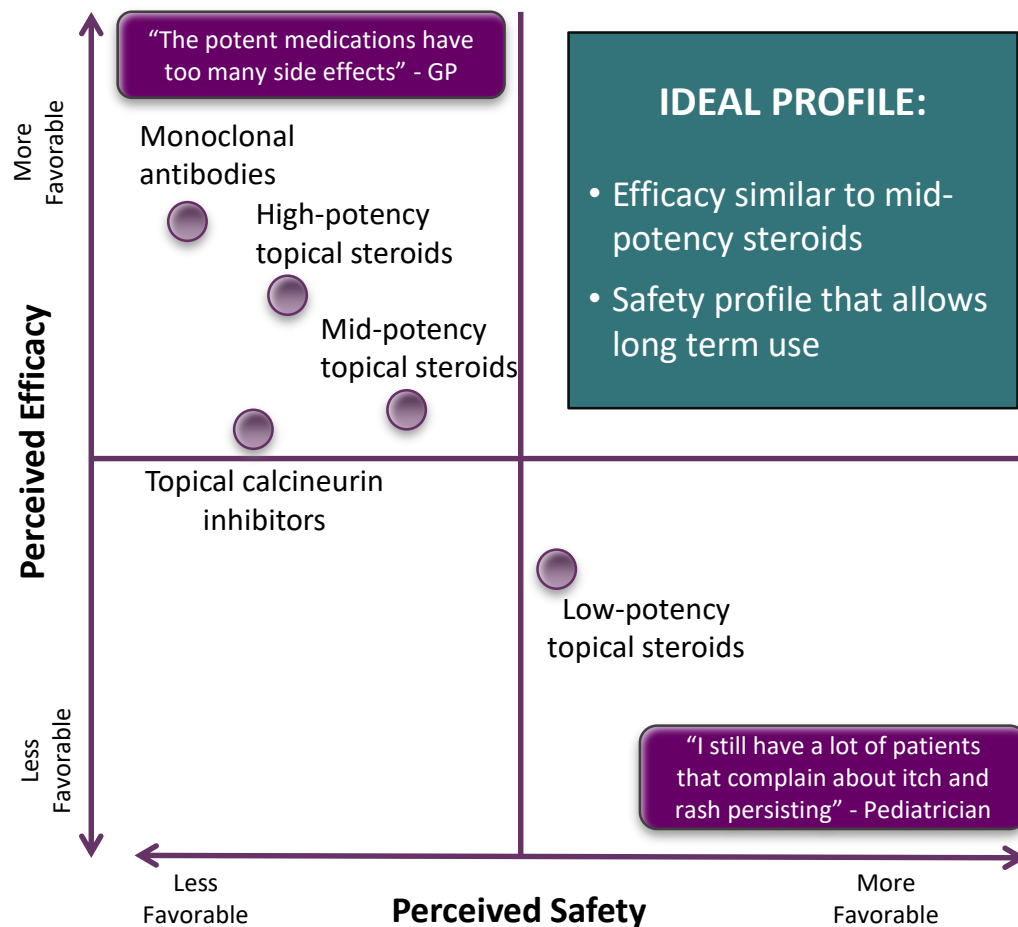 “The potent medications have
too many side effects” - GP
IDEAL PROFILE:
• Efficacy similar to mid-
potency steroids
• Safety profile that allows
long term use
More
Favorable
Monoclonal
antibodies
High-potency
topical steroids
Mid-potency
topical steroids
Perceived Efficacy
Topical calcineurin
inhibitors
Low-potency
topical steroids
Less
Favorable
“I still have a lot of patients
that complain about itch and
rash persisting” - Pediatrician
Less
Favorable
Perceived Safety
More
Favorable